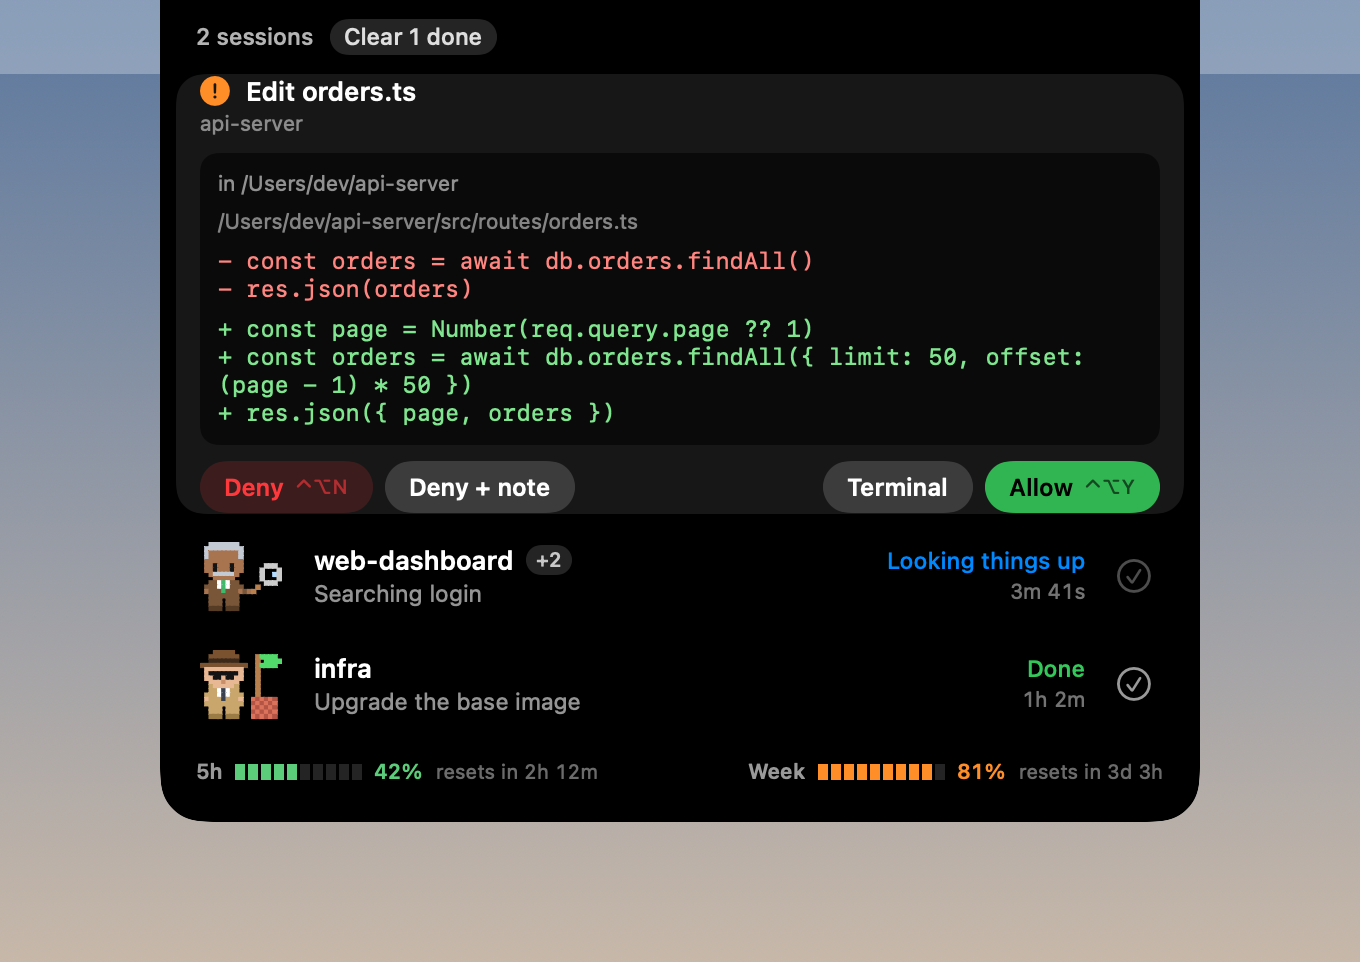 2 sessions Clear 1 done
! Edit orders.ts
api-server
in /Users/dev/api-server
/Users/dev/api-server/src/routes/orders.ts
- const orders = await db.orders.findAll()
- res.json(orders)
+ const page = Number(req.query.page ?? 1)
+ const orders = await db.orders.findAll({ limit: 50, offset:
(page - 1) * 50 })
+ res.json({ page, orders })
Deny ^⌥N Deny + note Terminal Allow ^⌥Y
web-dashboard +2 Looking things up
Searching login 3m 41s
infra Done
Upgrade the base image 1h 2m
5h 42% resets in 2h 12m Week 81% resets in 3d 3h